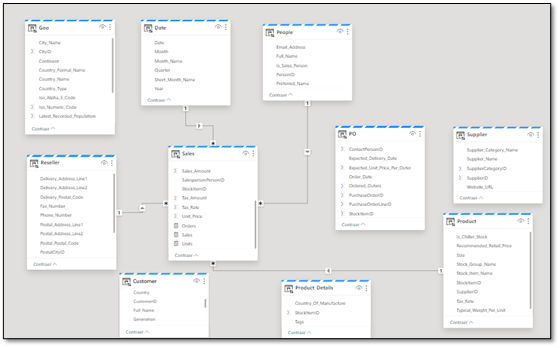 Geo
City_Name
CityID
Continent
Country_Formal_Name
Country_Name
Country_Type
Iso_Alpha_3_Code
Iso_Numeric_Code
Latest_Recorded_Population
Contraer
Date
Date
Month
Month_Name
Quarter
Short_Month_Name
Year
Contraer
People
Email_Address
Full_Name
Is_Sales_Person
PersonID
Preferred_Name
Contraer
1
1
Sales
Sales_Amount
SalespersonPersonID
StockItemID
Tax_Amount
Tax_Rate
Unit_Price
Orders
Sales
Units
Contraer
PO
ContactPersonID
Expected_Delivery_Date
Expected_Unit_Price_Per_Outer
Order_Date
Ordered_Outers
PurchaseOrderID
PurchaseOrderLineID
StockItemID
Contraer
Supplier
Supplier_Category_Name
Supplier_Name
SupplierCategoryID
SupplierID
Website_URL
Contraer
Reseller
Delivery_Address_Line1
Delivery_Address_Line2
Delivery_Postal_Code
Fax_Number
Phone_Number
Postal_Address_Line1
Postal_Address_Line2
Postal_Postal_Code
PostalCityID
Contraer
1
Product
Is_Chiller_Stock
Recommended_Retail_Price
Size
Stock_Group_Name
Stock_Item_Name
StockItemID
SupplierID
Tax_Rate
Typical_Weight_Per_Unit
Contraer
1
Customer
Country
CustomerID
Full_Name
Generation
Contraer
Product Details
Country_Of_Manufacture
StockItemID
Tags
Contraer